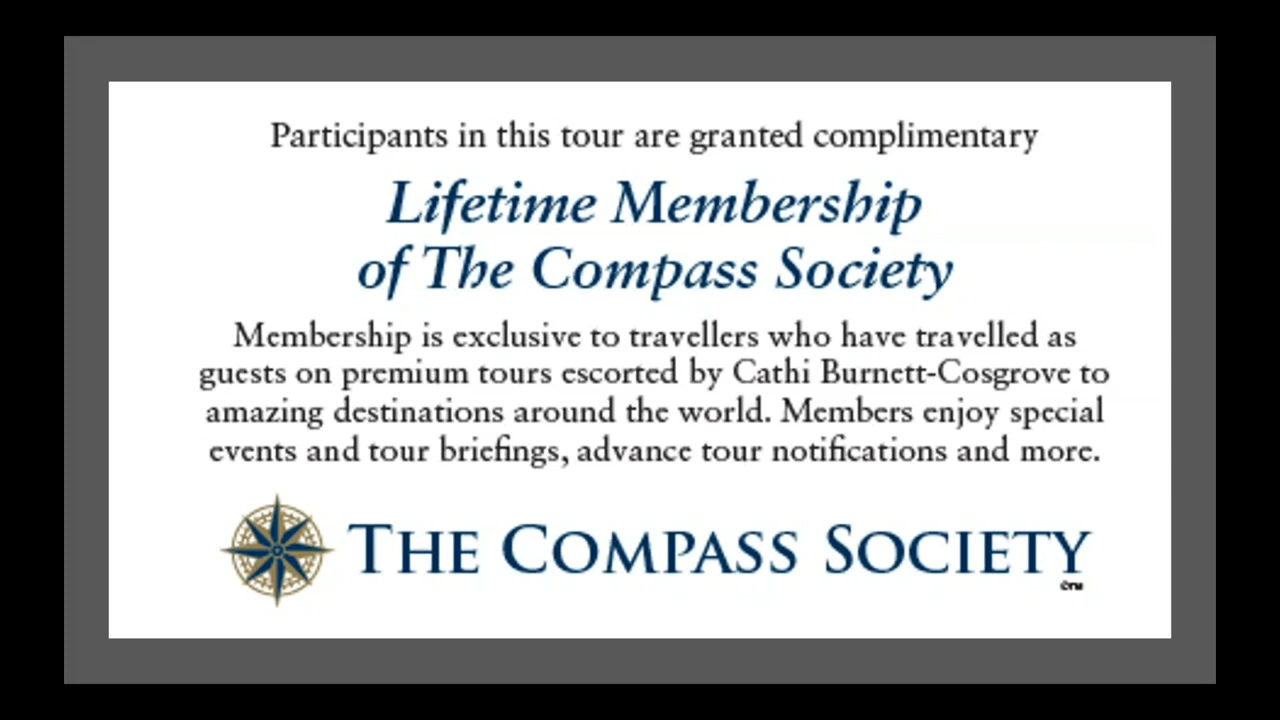 Participants in this tour are granted complimentary
Lifetime Membership
of The Compass Society
Membership is exclusive to travellers who have travelled as
guests on premium tours escorted by Cathi Burnett-Cosgrove to
amazing destinations around the world. Members enjoy special
events and tour briefings, advance tour notifications and more.
THE COMPASS SOCIETY
©™